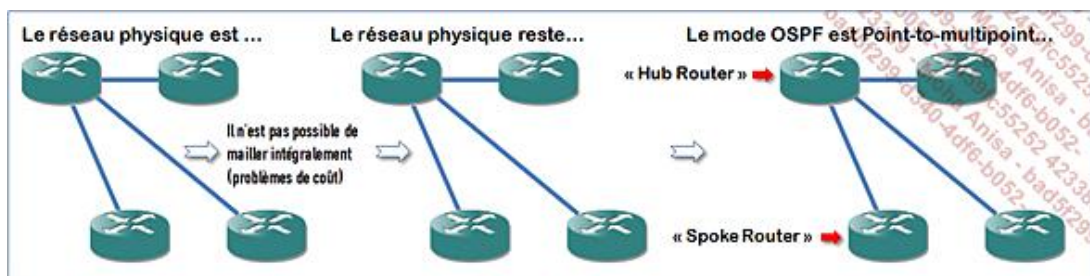 Le réseau physique est ...
Le réseau physique reste...
Le mode OSPF est Point-to-multipoint...
« Hub Router »
Il n'est pas possible de
mailler intégralement
(problèmes de coût)
« Spoke Router »